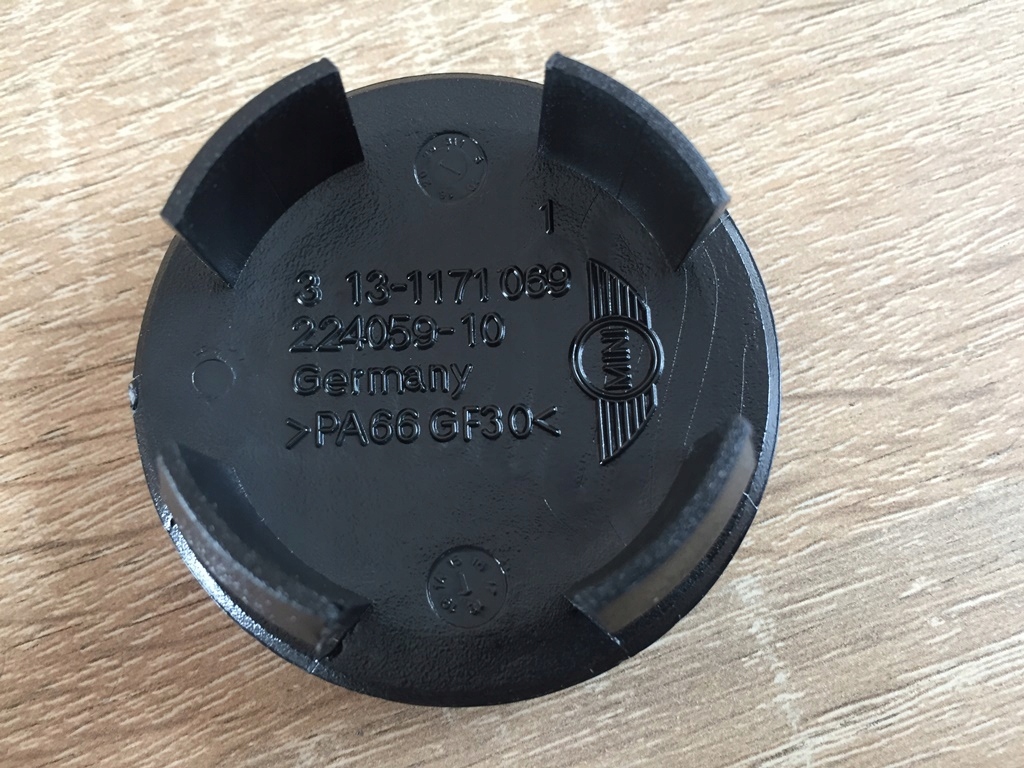 1
3 13-1171 069
224059-10
Germany
>PA66 GF30<
MINI